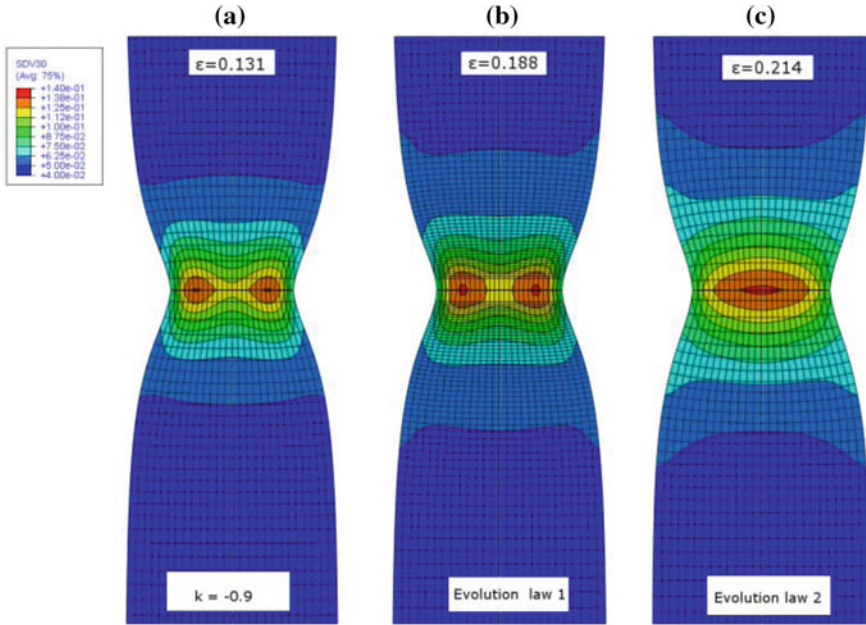 (a) (b) (c)
SDV30
(Avg: 75%)
+1.40e-01
+1.38e-01
+1.25e-01
+1.12e-01
+1.00e-01
+8.75e-02
+7.50e-02
+6.25e-02
+5.00e-02
+4.00e-02
ε=0.131
ε=0.188
ε=0.214
k = -0.9
Evolution law 1
Evolution law 2